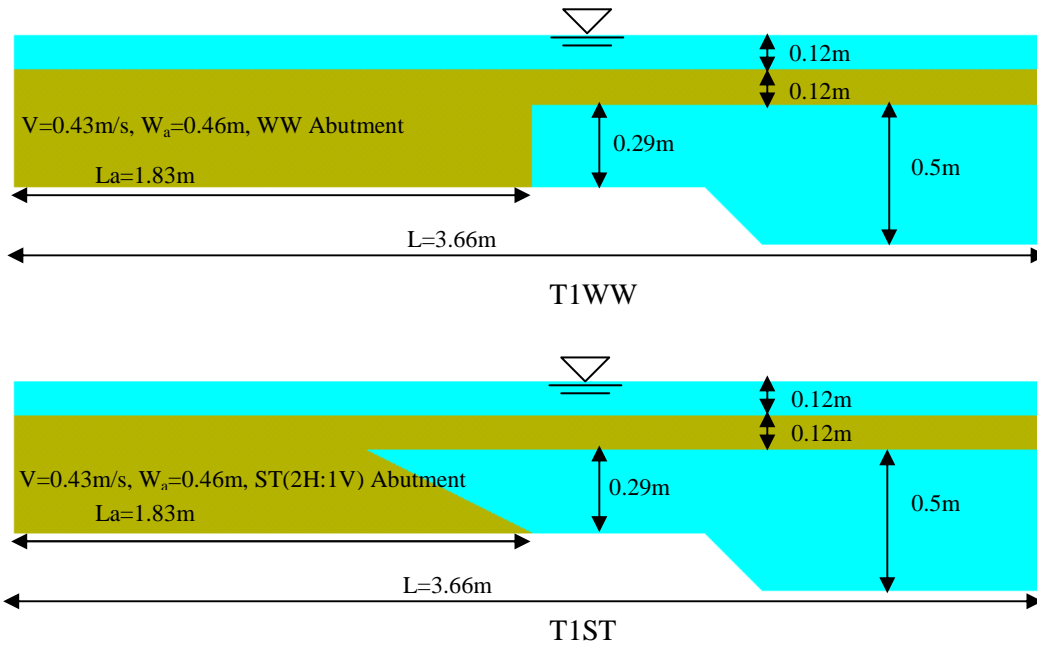 0.12m
0.12m
V=0.43m/s, Wa=0.46m, WW Abutment
0.29m
0.5m
La=1.83m
L=3.66m
T1WW
0.12m
0.12m
V=0.43m/s, Wa=0.46m, ST(2H:1V) Abutment
0.29m
0.5m
La=1.83m
L=3.66m
T1ST